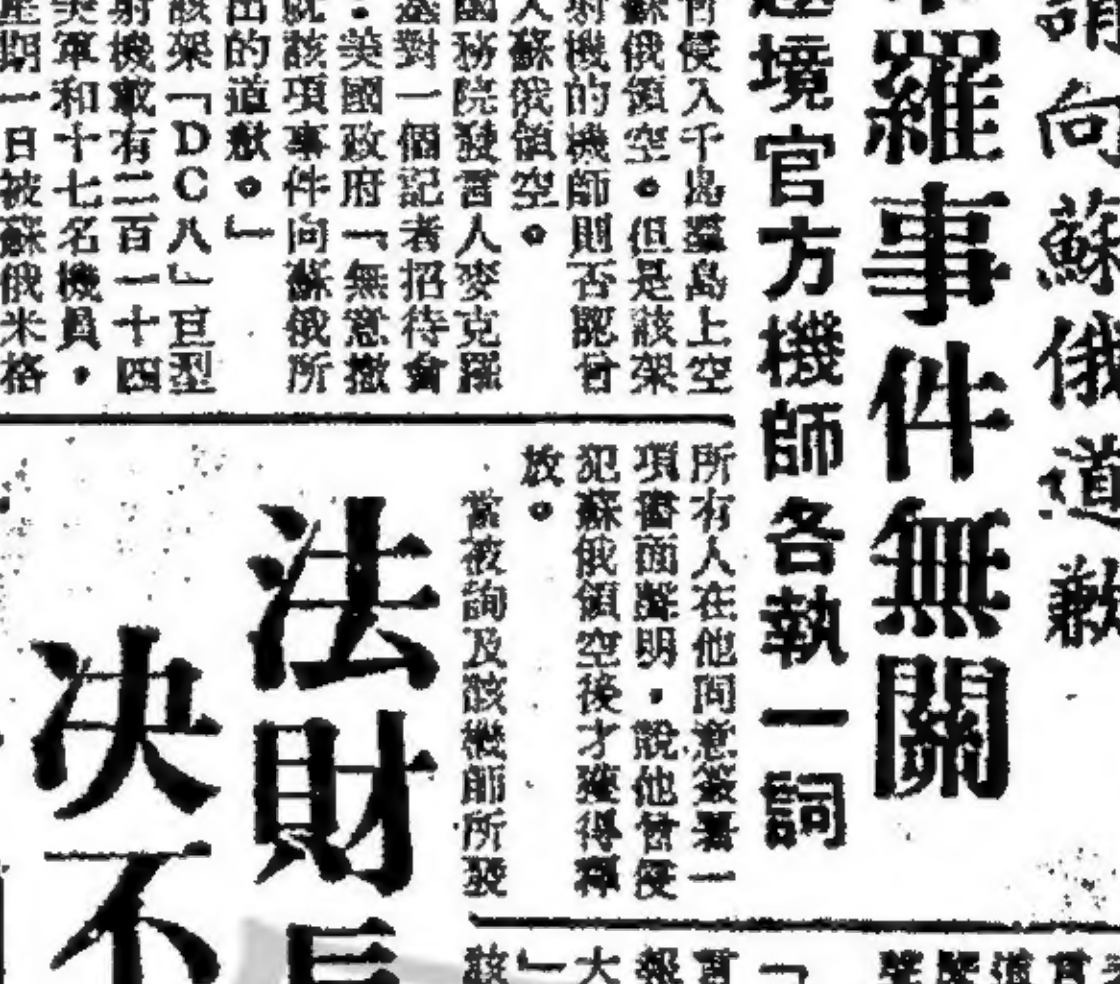 謂向蘇俄道歉
羅事件無關
境官方機師各執一詞
曾侵入千島羣島上空
蘇俄領空。但是該架
射機的機師則否認曾
入蘇俄領空。
國務院發言人麥克羅
對一個記者招待會
:美國政府「無意撤
就該項事件向蘇俄所
出的道歉。」
該架「DC八」巨型
射機載有二百一十四
美軍和十七名機員,
星期一日被蘇俄米格
所有人在他同意簽署一
項書面聲明,說他曾侵
犯蘇俄領空後才獲得釋
放。
當被詢及該機師所發
法財長
決不
言
報
大
」
該